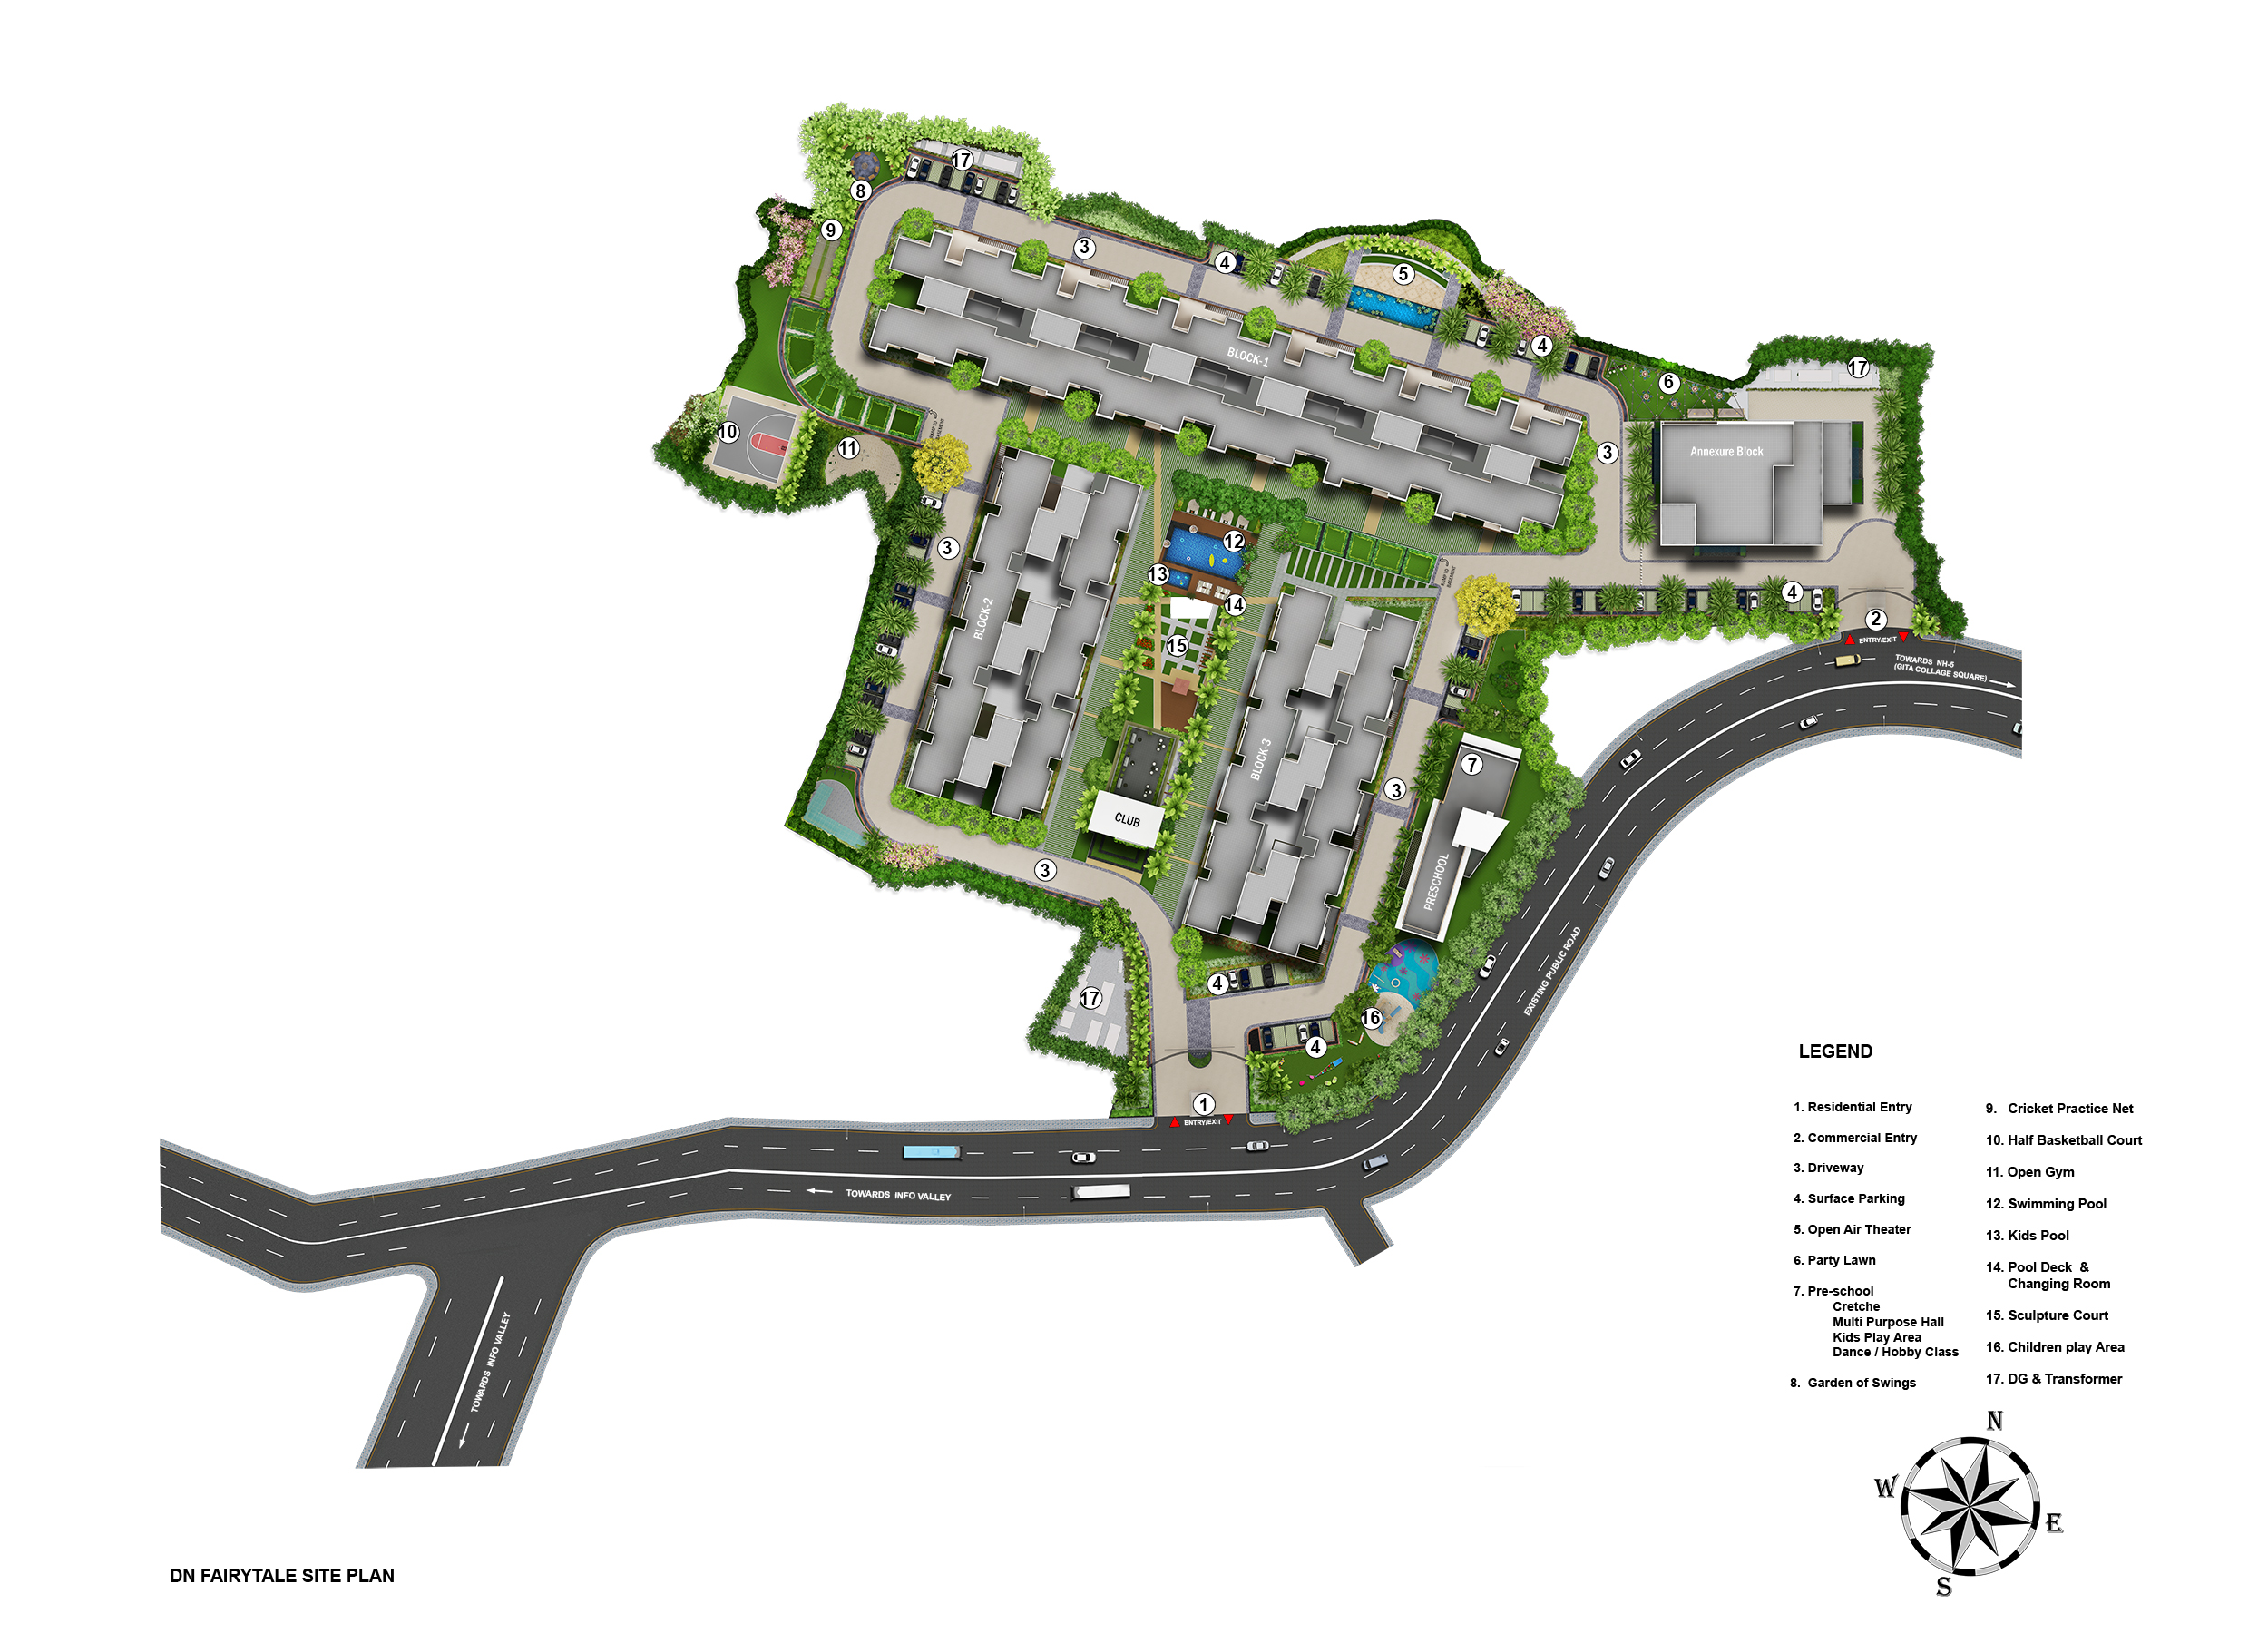 17
8
9
3
4
5
BLOCK-1
4
6
17
10
11
RAMP TO
BASEMENT
3
Annexure Block
3
12
13
RAMP TO
BASEMENT
14
4
2
ENTRY/EXIT
BLOCK-2
15
TOWARDS NH-5
(GITA COLLAGE SQUARE)
BLOCK-3
7
3
CLUB
3
PRESCHOOL
4
17
16
4
EXISTING PUBLIC ROAD
1
ENTRY/EXIT
TOWARDS INFO VALLEY
TOWARDS INFO VALLEY
LEGEND
1. Residential Entry
2. Commercial Entry
3. Driveway
4. Surface Parking
5. Open Air Theater
6. Party Lawn
7. Pre-school
Cretche
Multi Purpose Hall
Kids Play Area
Dance / Hobby Class
8. Garden of Swings
9. Cricket Practice Net
10. Half Basketball Court
11. Open Gym
12. Swimming Pool
13. Kids Pool
14. Pool Deck &
Changing Room
15. Sculpture Court
16. Children play Area
17. DG & Transformer
N
W
E
S
DN FAIRYTALE SITE PLAN